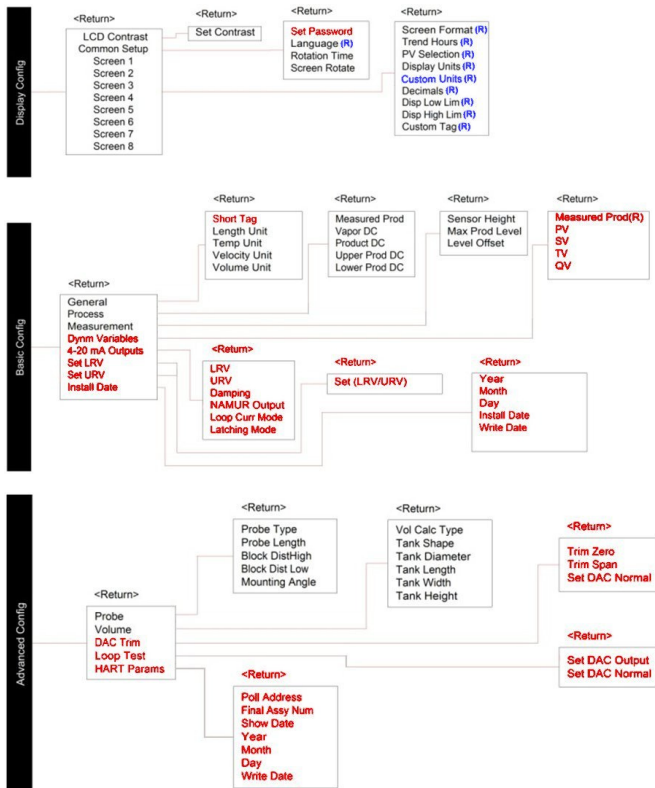 Display Config
<Return>
LCD Contrast
Common Setup
Screen 1
Screen 2
Screen 3
Screen 4
Screen 5
Screen 6
Screen 7
Screen 8
<Return>
Set Contrast
<Return>
Set Password
Language (R)
Rotation Time
Screen Rotate
<Return>
Screen Format (R)
Trend Hours (R)
PV Selection (R)
Display Units (R)
Custom Units (R)
Decimals (R)
Disp Low Lim (R)
Disp High Lim (R)
Custom Tag (R)
Basic Config
<Return>
General
Process
Measurement
Dynm Variables
4-20 mA Outputs
Set LRV
Set URV
Install Date
<Return>
Short Tag
Length Unit
Temp Unit
Velocity Unit
Volume Unit
<Return>
Measured Prod
Vapor DC
Product DC
Upper Prod DC
Lower Prod DC
<Return>
Sensor Height
Max Prod Level
Level Offset
<Return>
Measured Prod(R)
PV
SV
TV
QV
<Return>
LRV
URV
Damping
NAMUR Output
Loop Curr Mode
Latching Mode
<Return>
Set (LRV/URV)
<Return>
Year
Month
Day
Install Date
Write Date
Advanced Config
<Return>
Probe
Volume
DAC Trim
Loop Test
HART Params
<Return>
Probe Type
Probe Length
Block DistHigh
Block Dist Low
Mounting Angle
<Return>
Vol Calc Type
Tank Shape
Tank Diameter
Tank Length
Tank Width
Tank Height
<Return>
Trim Zero
Trim Span
Set DAC Normal
<Return>
Set DAC Output
Set DAC Normal
<Return>
Poll Address
Final Assy Num
Show Date
Year
Month
Day
Write Date